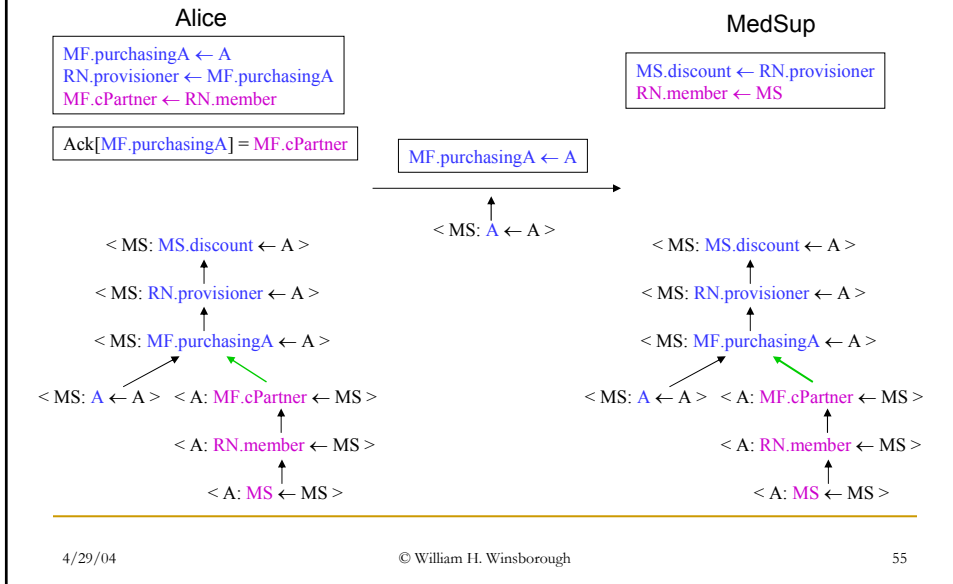 Alice
MedSup
MF.purchasingA ← A
RN.provisioner ← MF.purchasingA
MF.cPartner ← RN.member
MS.discount ← RN.provisioner
RN.member ← MS
Ack[MF.purchasingA] = MF.cPartner
MF.purchasingA ← A
< MS: A ← A >
< MS: MS.discount ← A >
< MS: RN.provisioner ← A >
< MS: MF.purchasingA ← A >
< MS: A ← A > < A: MF.cPartner ← MS >
< A: RN.member ← MS >
< A: MS ← MS >
< MS: MS.discount ← A >
< MS: RN.provisioner ← A >
< MS: MF.purchasingA ← A >
< MS: A ← A > < A: MF.cPartner ← MS >
< A: RN.member ← MS >
< A: MS ← MS >
4/29/04
© William H. Winsborough
55